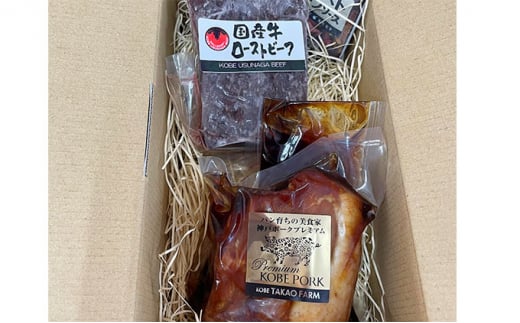 国産牛
ローストビーフ
KOBE USUNAGA BEEF
パン育ちの美食家
神戸ポークプレミアム
Premium
KOBE PORK
KOBE TAKAO FARM